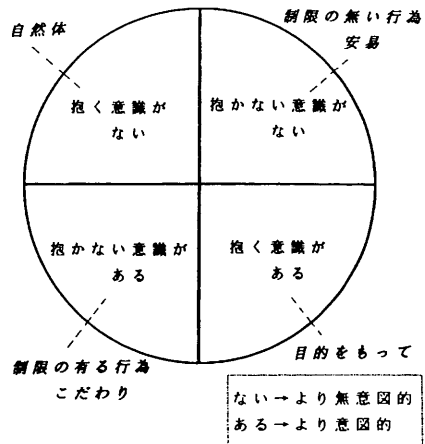 自然体
制限の無い行為
安易
抱く意識が
ない
抱かない意識が
ない
抱かない意識が
ある
抱く意識が
ある
制限の有る行為
こだわり
目的をもって
ない→より無意図的
ある→より意図的